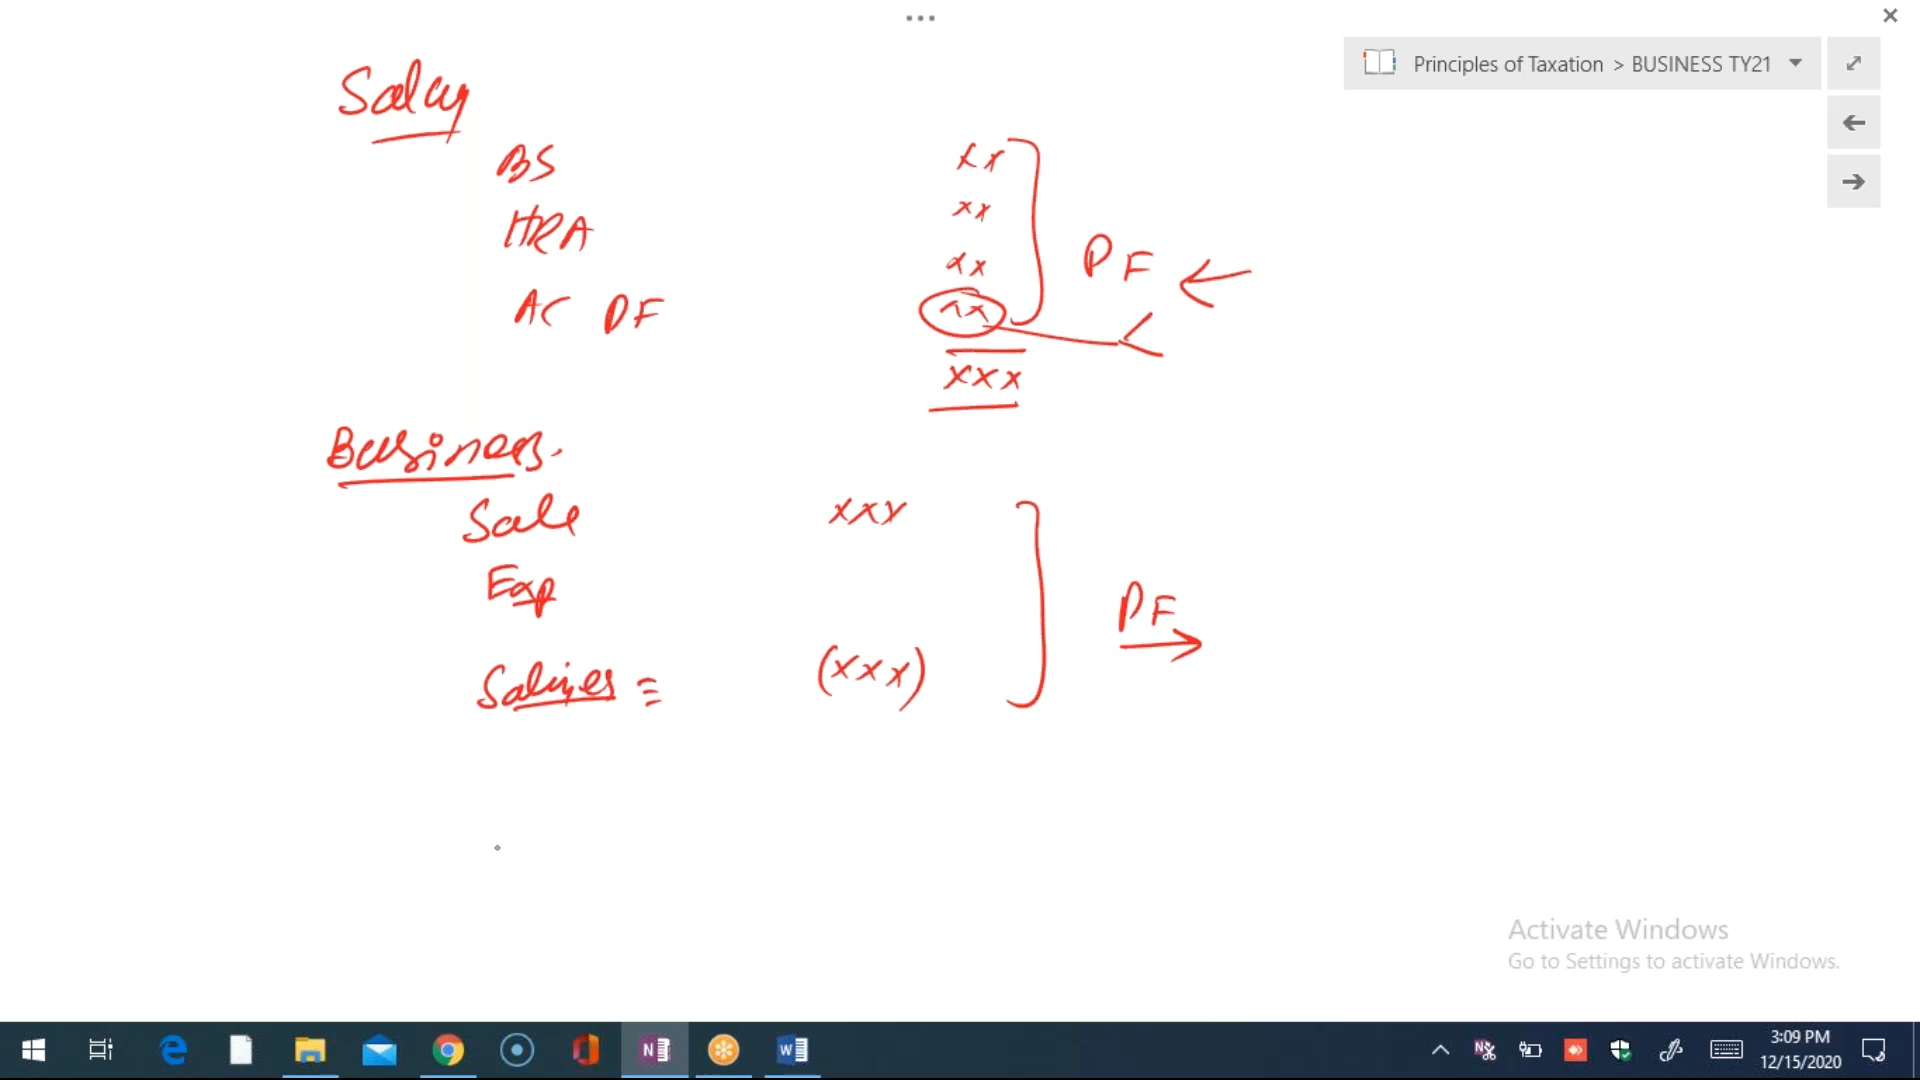 Principles of Taxation > BUSINESS TY21
Salary
BS xx
HRA xx
xx PF
AC PF xx
xxx
Business.
Sale xxx
Exp
PF
Salaries = (xxx)
Activate Windows
Go to Settings to activate Windows.
3:09 PM
12/15/2020